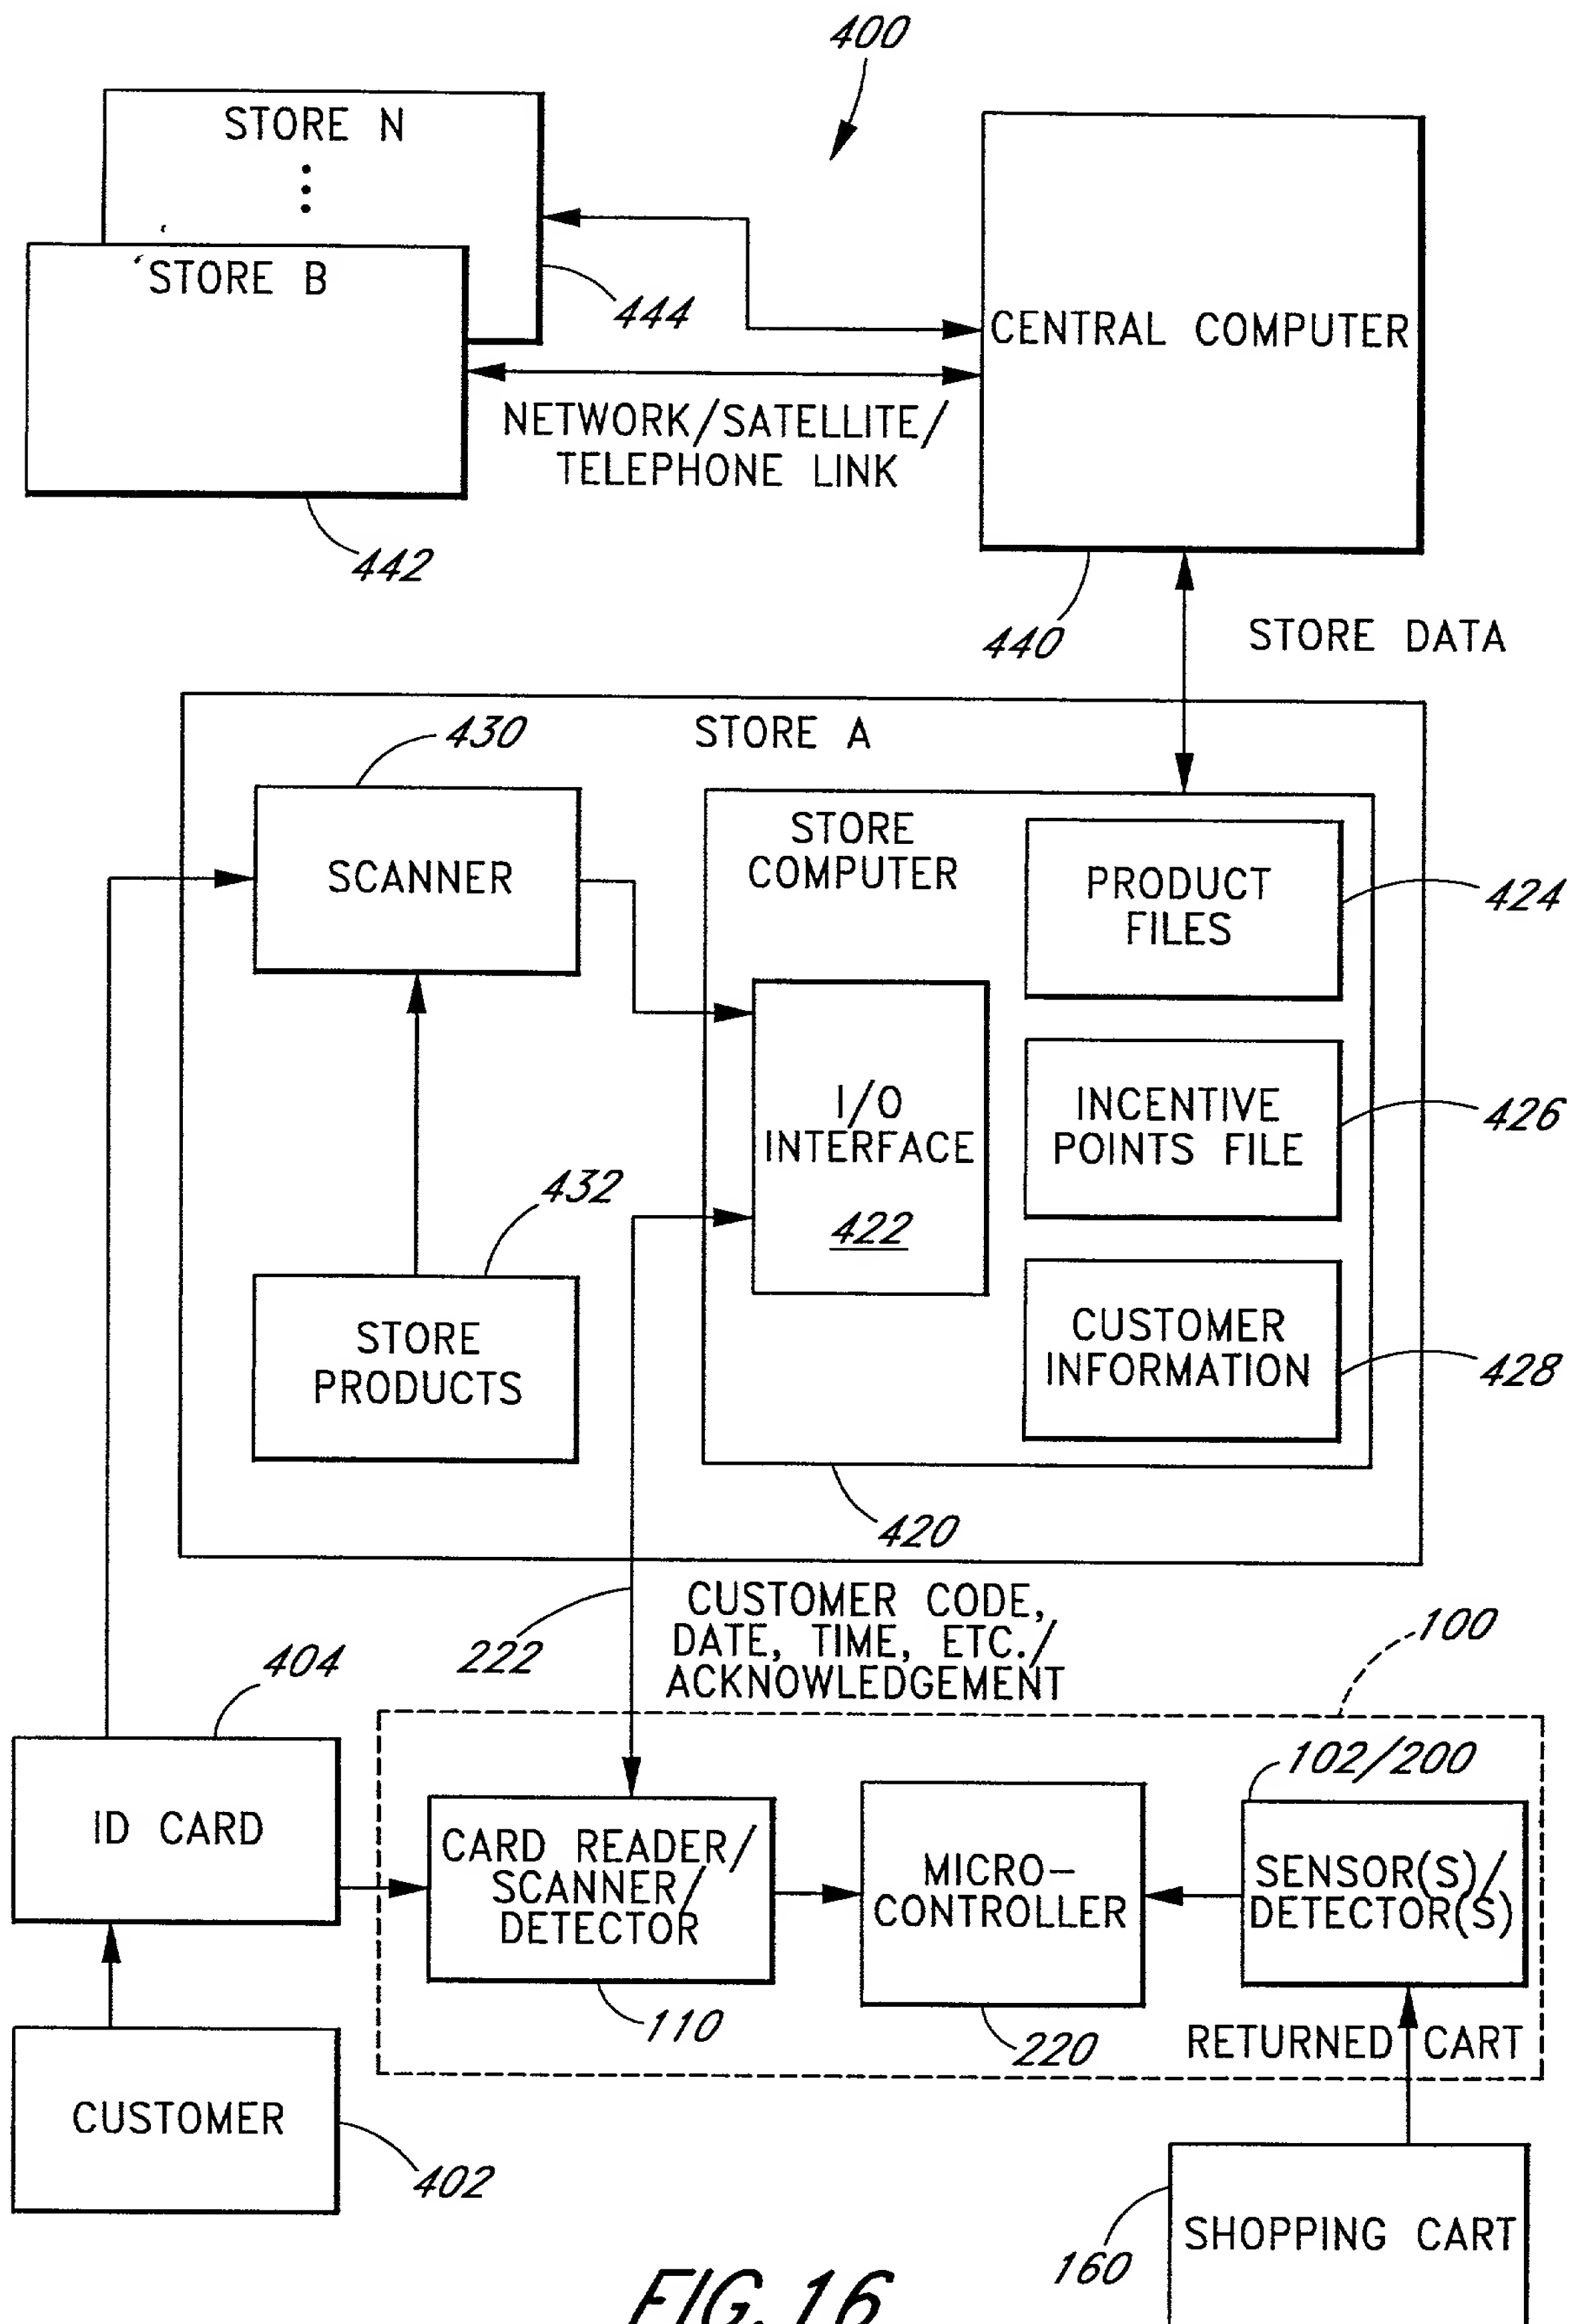 400
STORE N
STORE B
444
CENTRAL COMPUTER
NETWORK/SATELLITE/
TELEPHONE LINK
442
440
STORE DATA
STORE A
430
SCANNER
STORE
COMPUTER
PRODUCT
FILES
424
I/O
INTERFACE
422
INCENTIVE
POINTS FILE
426
432
STORE
PRODUCTS
CUSTOMER
INFORMATION
428
420
CUSTOMER CODE,
DATE, TIME, ETC./
ACKNOWLEDGEMENT
222
100
404
ID CARD
102/200
CARD READER/
SCANNER/
DETECTOR
MICRO-
CONTROLLER
SENSOR(S)/
DETECTOR(S)
110
220
RETURNED CART
CUSTOMER
402
160
SHOPPING CART
FIG. 16